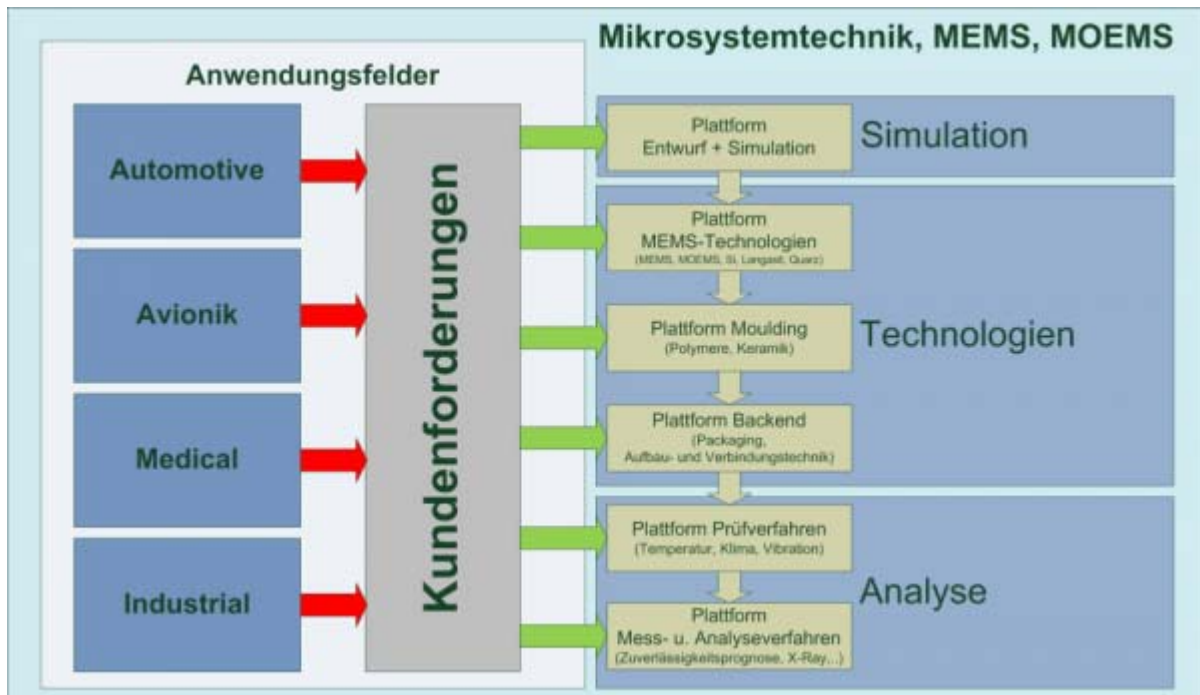 Mikrosystemtechnik, MEMS, MOEMS
Anwendungsfelder
Automotive
Avionik
Medical
Industrial
Kundenforderungen
Plattform
Entwurf + Simulation
Simulation
Plattform
MEMS-Technologien
(MEMS, MOEMS, Si, Langasit, Quarz)
Plattform Moulding
(Polymere, Keramik)
Technologien
Plattform Backend
(Packaging,
Aufbau- und Verbindungstechnik)
Plattform Prüfverfahren
(Temperatur, Klima, Vibration)
Analyse
Plattform
Mess- u. Analyseverfahren
(Zuverlässigkeitsprognose, X-Ray,..)